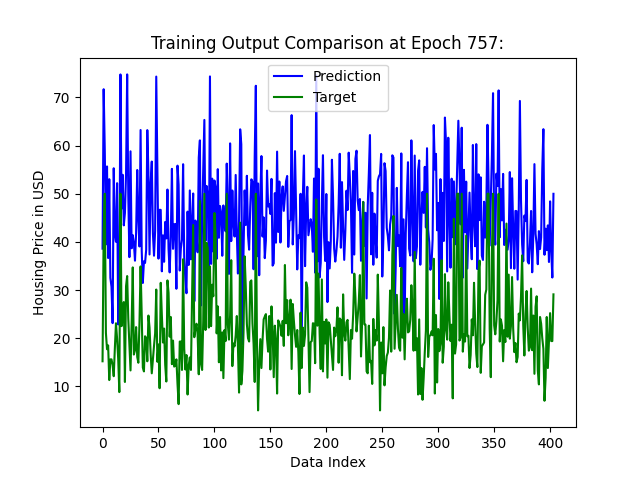 Training Output Comparison at Epoch 757:
Prediction
Target
Housing Price in USD
70
60
50
40
30
20
10
0 50 100 150 200 250 300 350 400
Data Index